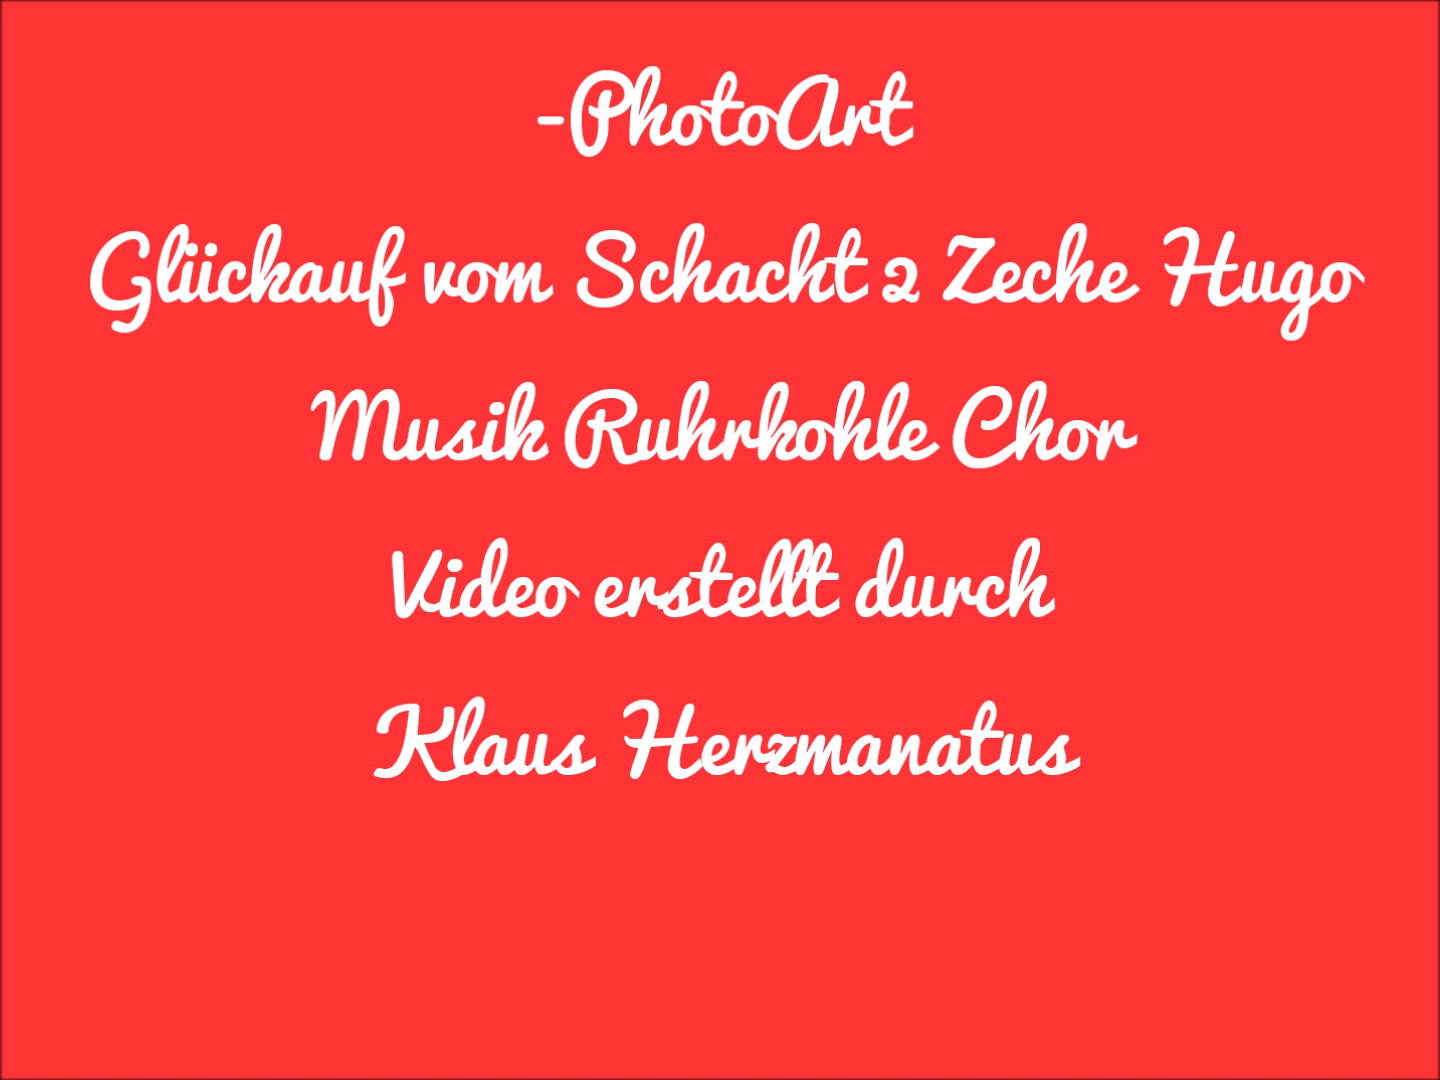 -PhotoArt
Glückauf vom Schacht 2 Zeche Hugo
Musik Ruhrkohle Chor
Video erstellt durch
Klaus Herzmanatus